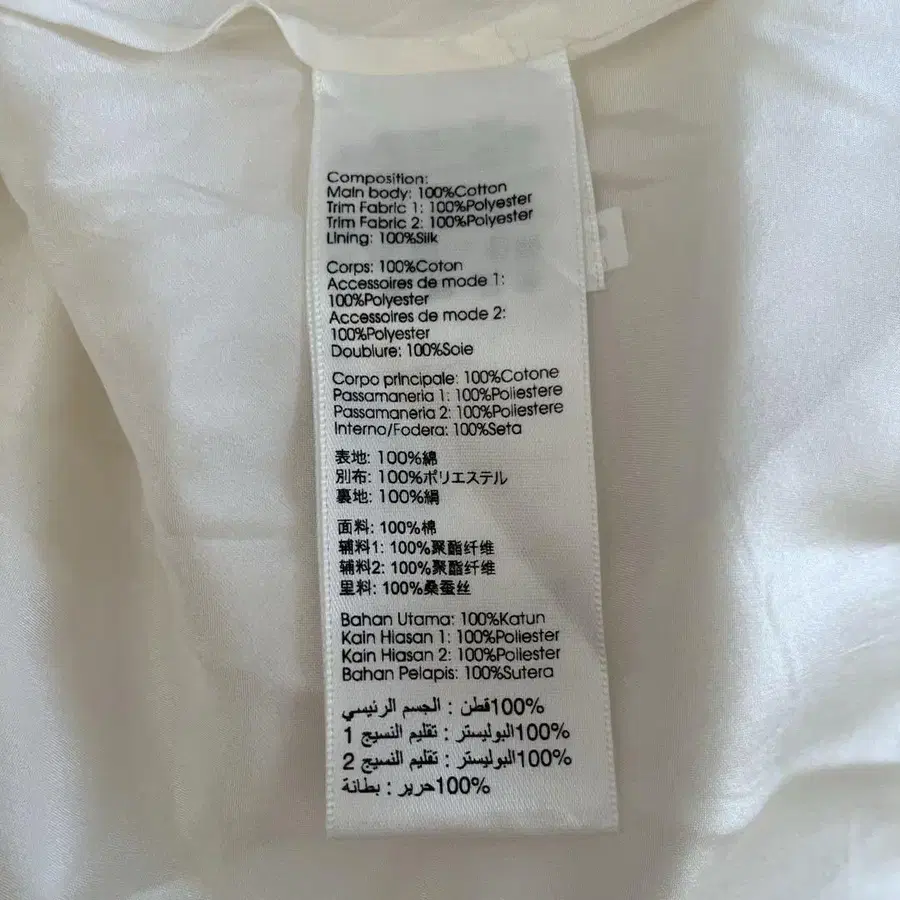 Composition:
Main body: 100%Cotton
Trim Fabric 1: 100%Polyester
Trim Fabric 2: 100%Polyester
Lining: 100%Silk
Corps: 100%Coton
Accessoires de mode 1:
100%Polyester
Accessoires de mode 2:
100%Polyester
Doublure: 100%Soie
Corpo principale: 100%Cotone
Passamaneria 1: 100%Poliestere
Passamaneria 2: 100%Poliestere
Interno/Fodera: 100%Seta
表地: 100%綿
別布: 100%ポリエステル
裏地: 100%絹
面料: 100%棉
辅料1: 100%聚酯纤维
辅料2: 100%聚酯纤维
里料: 100%桑蚕丝
Bahan Utama: 100%Katun
Kain Hiasan 1: 100%Poliester
Kain Hiasan 2: 100%Poliester
Bahan Pelapis: 100%Sutera
100%قطن : الجسم الرئيسي
100%البوليستر : تقليم النسيج 1
100%البوليستر : تقليم النسيج 2
100%حرير : بطانة